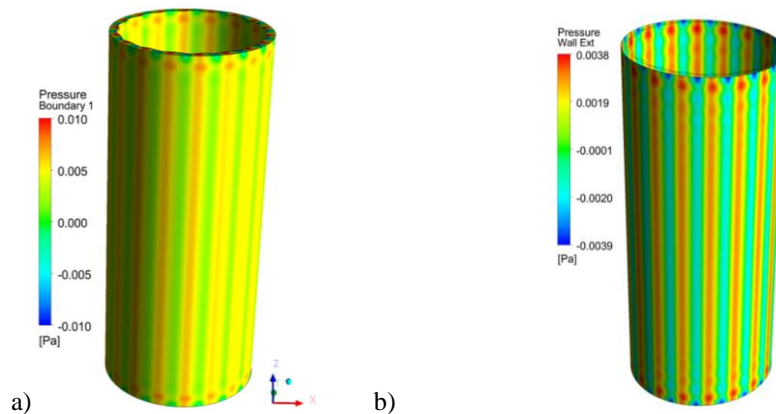 Pressure
Boundary 1
0.010
0.005
0.000
-0.005
-0.010
[Pa]
Z
X
a)
Pressure
Wall Ext
0.0038
0.0019
-0.0001
-0.0020
-0.0039
[Pa]
b)